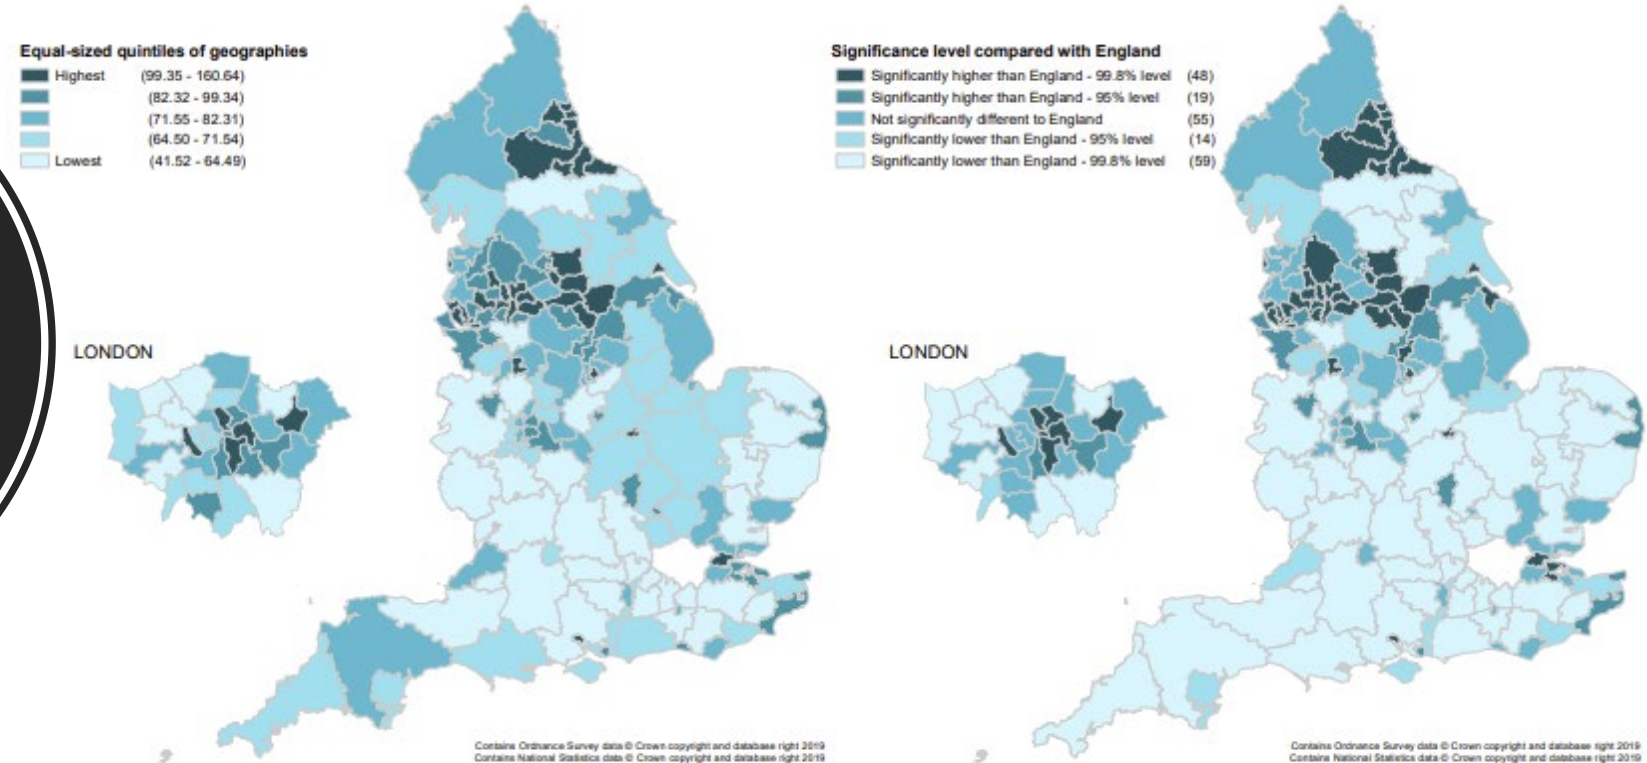 Equal-sized quintiles of geographies
Highest (99.35 - 160.64)
(82.32 - 99.34)
(71.55 - 82.31)
(64.50 - 71.54)
Lowest (41.52 - 64.49)
LONDON
Contains Ordnance Survey data © Crown copyright and database right 2019
Contains National Statistics data © Crown copyright and database right 2019
Significance level compared with England
Significantly higher than England - 99.8% level (48)
Significantly higher than England - 95% level (19)
Not significantly different to England (55)
Significantly lower than England - 95% level (14)
Significantly lower than England - 99.8% level (59)
LONDON
Contains Ordnance Survey data © Crown copyright and database right 2019
Contains National Statistics data © Crown copyright and database right 2019